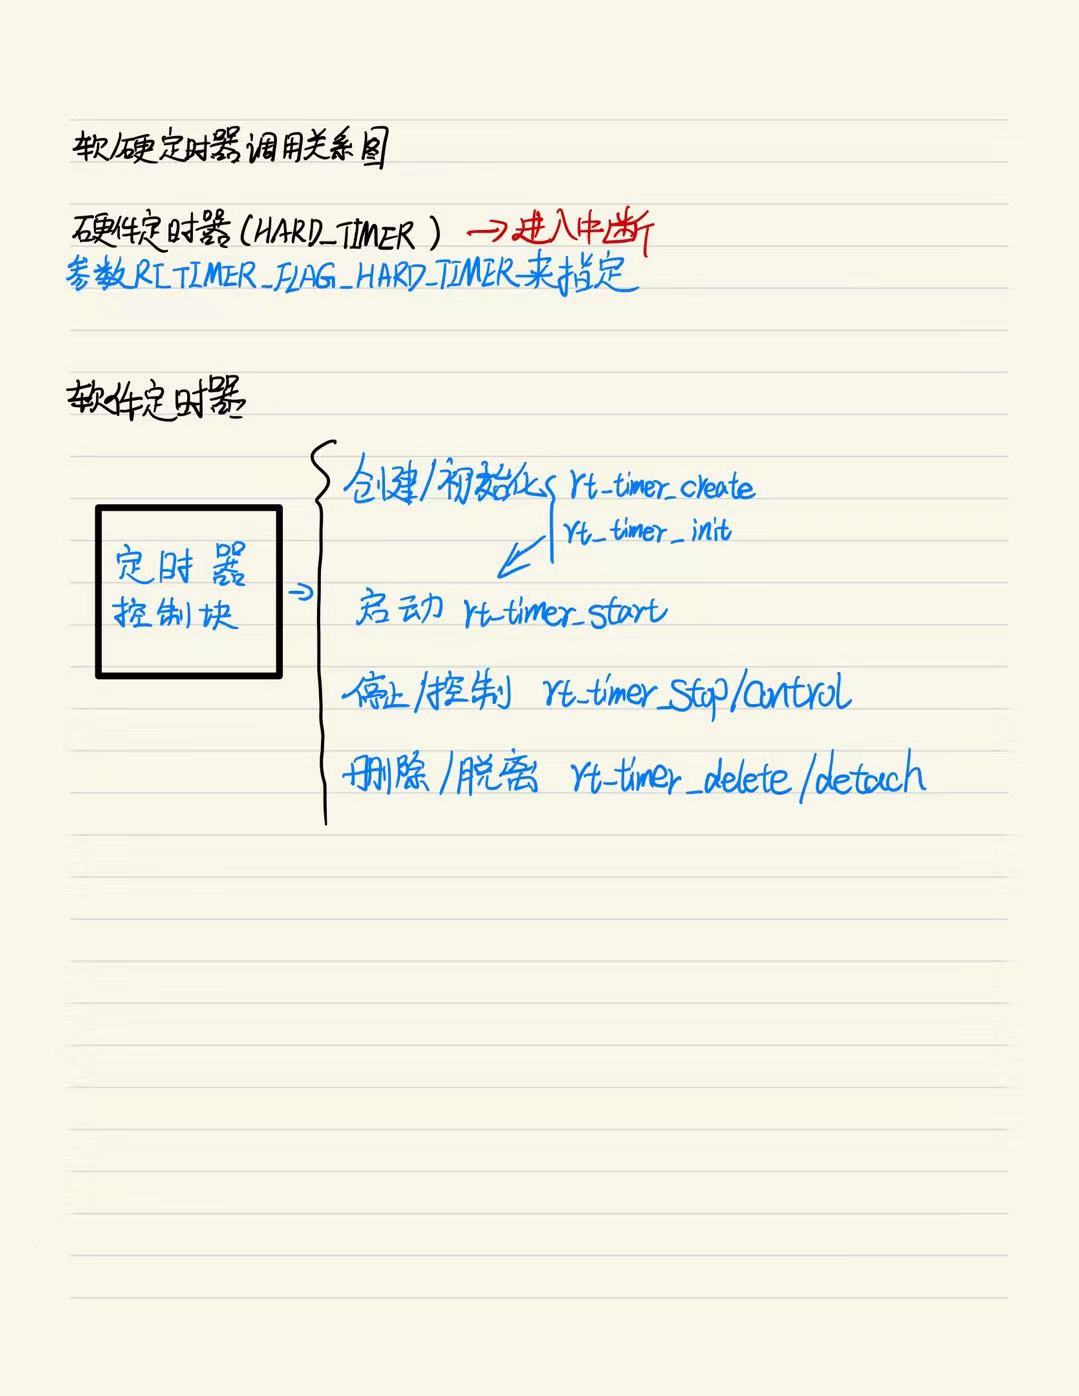 软/硬定时器调用关系图
硬件定时器(HARD_TIMER) →进入中断
参数RT_TIMER_FLAG_HARD_TIMER来指定
软件定时器
定时器
控制块
→
创建/初始化{ rt_timer_create
rt_timer_init
启动 rt_timer_start
停止/控制 rt_timer_stop/control
删除/脱离 rt_timer_delete/detach